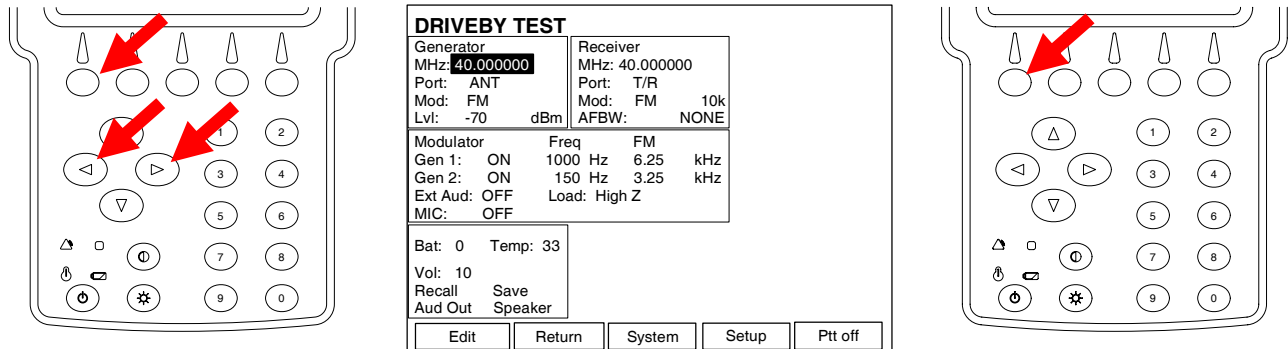 1 2
3 4
5 6
7 8
9 0
DRIVEBY TEST
Generator
MHz: 40.000000
Port: ANT
Mod: FM
Lvl: -70 dBm
Receiver
MHz: 40.000000
Port: T/R
Mod: FM 10k
AFBW: NONE
Modulator Freq FM
Gen 1: ON 1000 Hz 6.25 kHz
Gen 2: ON 150 Hz 3.25 kHz
Ext Aud: OFF Load: High Z
MIC: OFF
Bat: 0 Temp: 33
Vol: 10
Recall Save
Aud Out Speaker
Edit Return System Setup Ptt off
1 2
3 4
5 6
7 8
9 0